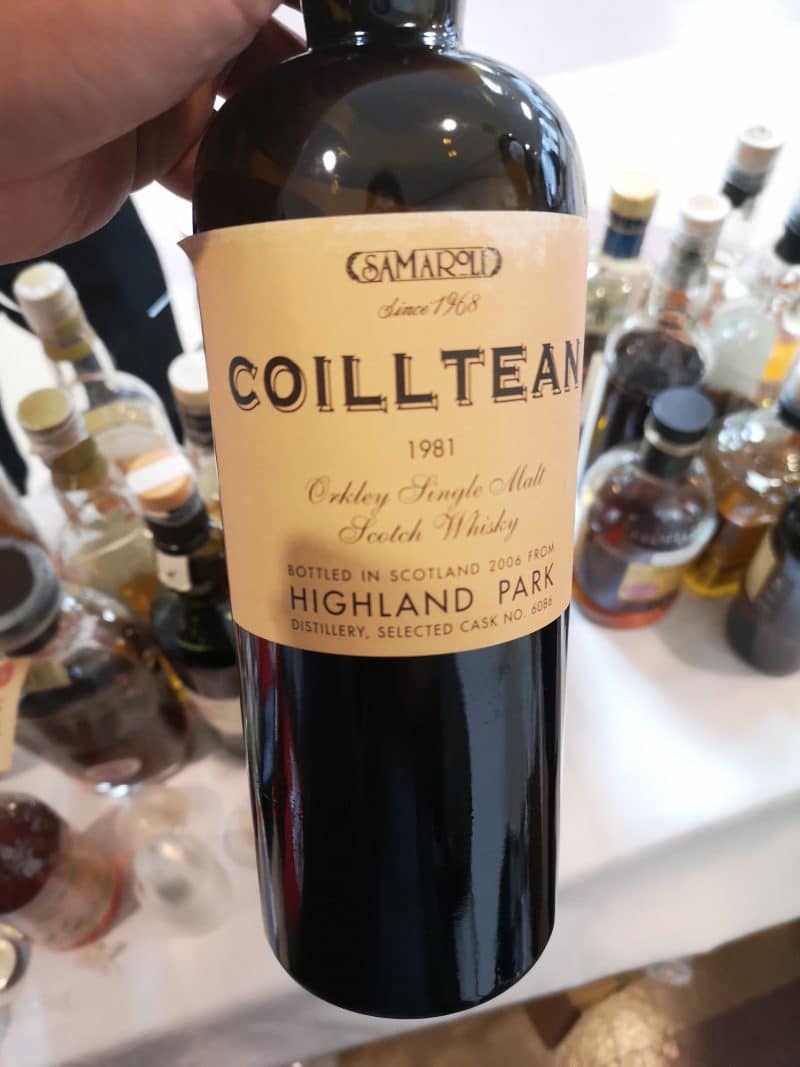 SAMAROLI
Since 1968
COILLTEAN
1981
Orkley Single Malt
Scotch Whisky
BOTTLED IN SCOTLAND 2006 FROM
HIGHLAND PARK
DISTILLERY, SELECTED CASK NO. 6086